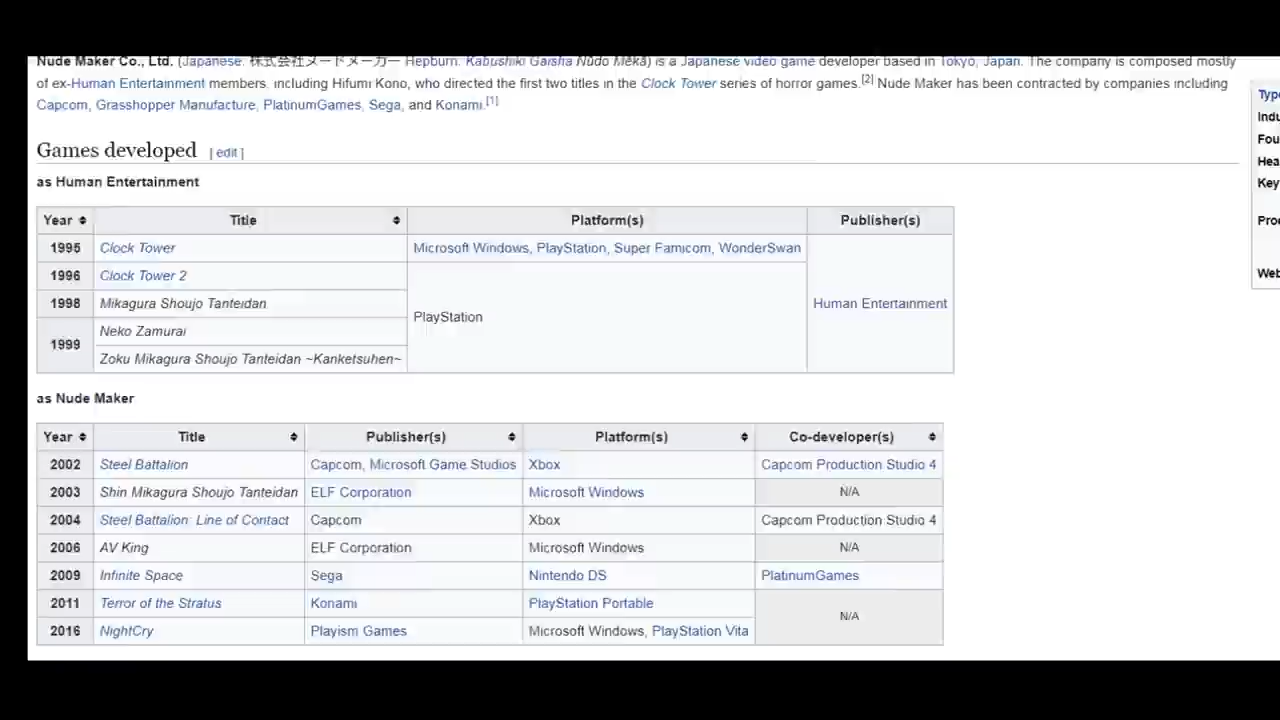 Nude Maker Co., Ltd. (Japanese: 株式会社ヌードメーカー Hepburn: Kabushiki Gaisha Nūdo Mēkā) is a Japanese video game developer based in Tokyo, Japan. The company is composed mostly
of ex-Human Entertainment members, including Hifumi Kono, who directed the first two titles in the Clock Tower series of horror games.[2] Nude Maker has been contracted by companies including
Capcom, Grasshopper Manufacture, PlatinumGames, Sega, and Konami.[1]
Games developed [ edit ]
as Human Entertainment
Year Title Platform(s) Publisher(s)
1995 Clock Tower Microsoft Windows, PlayStation, Super Famicom, WonderSwan
1996 Clock Tower 2
1998 Mikagura Shoujo Tanteidan Human Entertainment
PlayStation
Neko Zamurai
1999
Zoku Mikagura Shoujo Tanteidan ~Kanketsuhen~
as Nude Maker
Year Title Publisher(s) Platform(s) Co-developer(s)
2002 Steel Battalion Capcom, Microsoft Game Studios Xbox Capcom Production Studio 4
2003 Shin Mikagura Shoujo Tanteidan ELF Corporation Microsoft Windows N/A
2004 Steel Battalion: Line of Contact Capcom Xbox Capcom Production Studio 4
2006 AV King ELF Corporation Microsoft Windows N/A
2009 Infinite Space Sega Nintendo DS PlatinumGames
2011 Terror of the Stratus Konami PlayStation Portable
N/A
2016 NightCry Playism Games Microsoft Windows, PlayStation Vita
Type
Indu
Fou
Hea
Key
Pro
Web